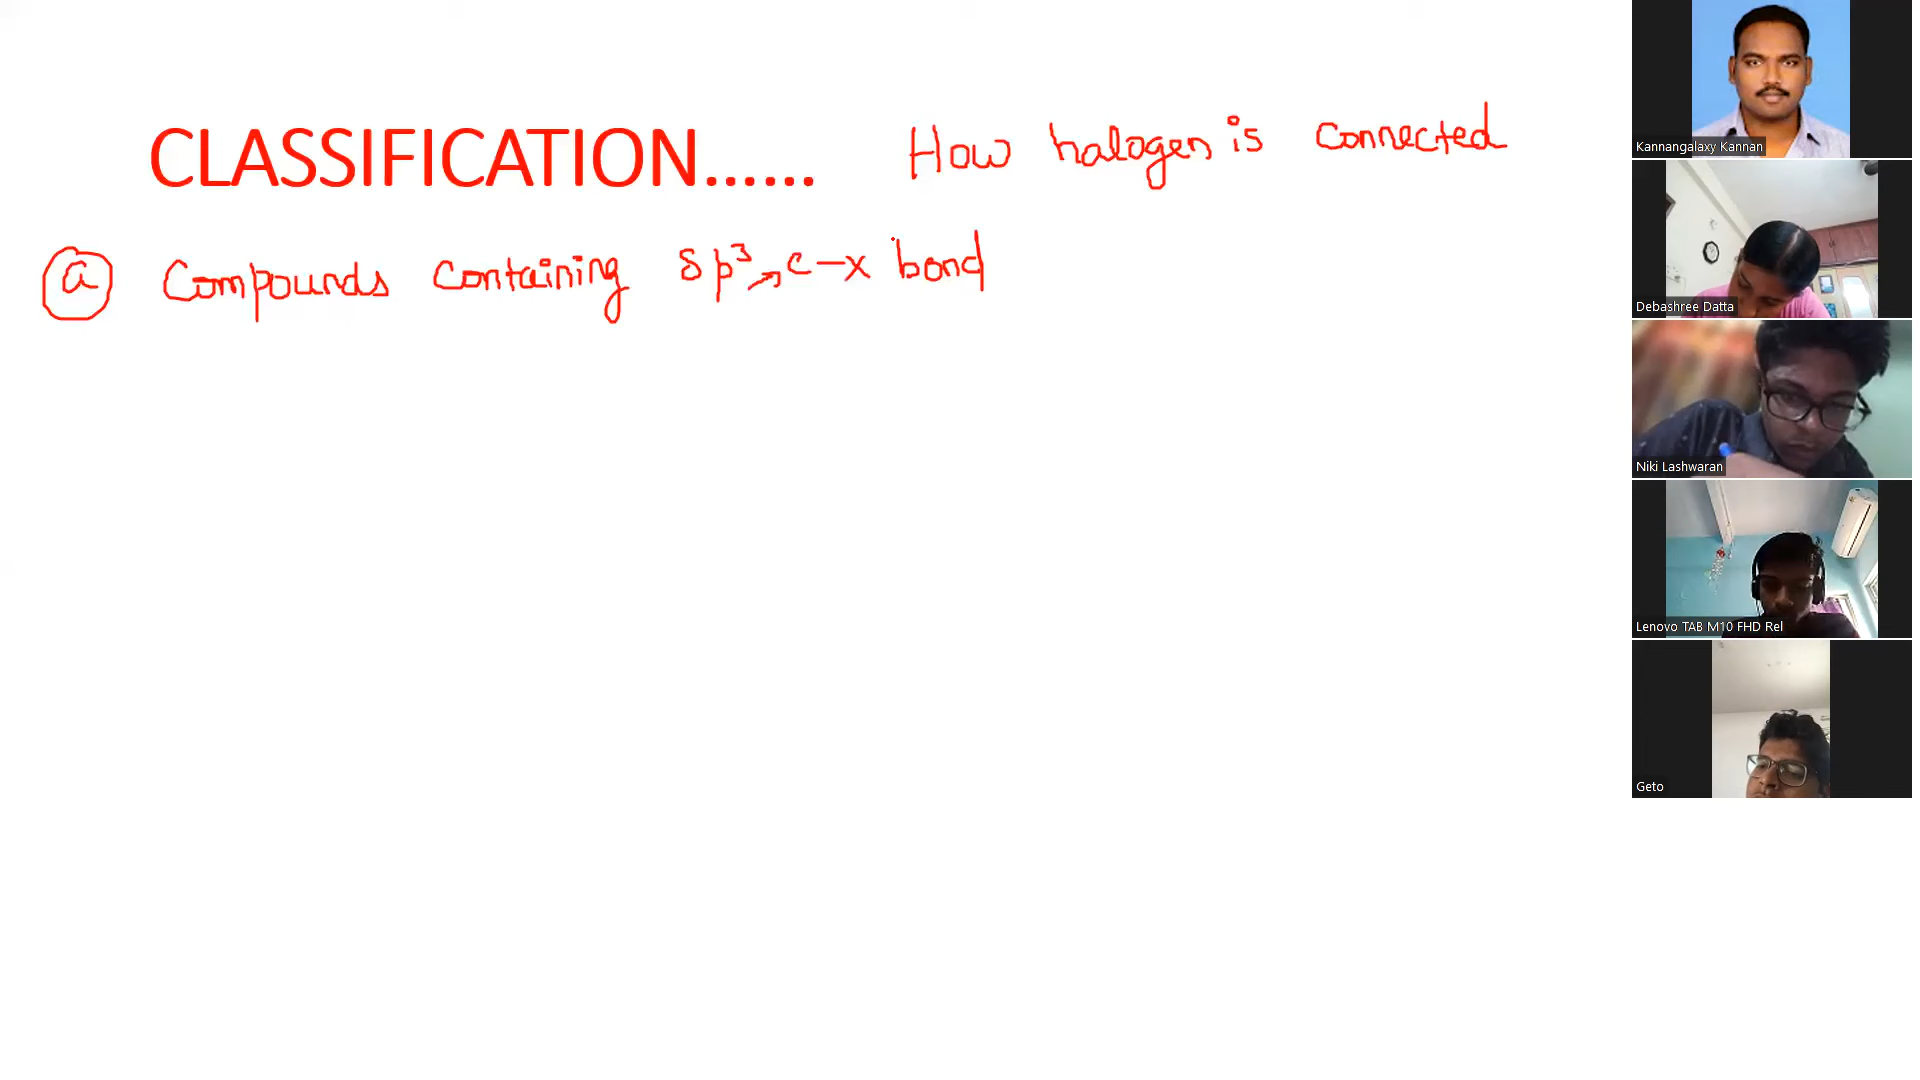 CLASSIFICATION...... How halogen is connected
a Compounds containing sp³ → c-x bond
Kannangalaxy Kannan
Debashree Datta
Niki Lashwaran
Lenovo TAB M10 FHD Rel
Geto